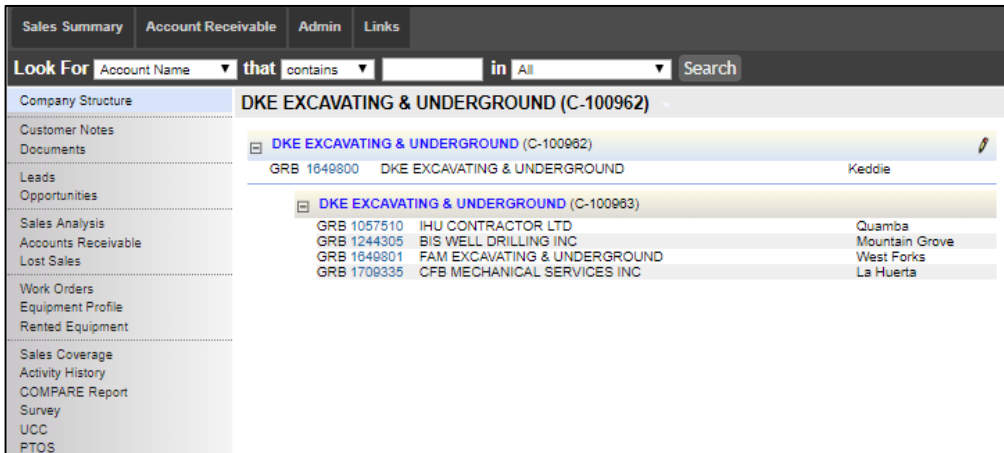 Sales Summary Account Receivable Admin Links
Look For Account Name that contains in All Search
Company Structure
Customer Notes
Documents
Leads
Opportunities
Sales Analysis
Accounts Receivable
Lost Sales
Work Orders
Equipment Profile
Rented Equipment
Sales Coverage
Activity History
COMPARE Report
Survey
UCC
PTOS
DKE EXCAVATING & UNDERGROUND (C-100962)
DKE EXCAVATING & UNDERGROUND (C-100962)
GRB 1649800 DKE EXCAVATING & UNDERGROUND Keddie
DKE EXCAVATING & UNDERGROUND (C-100963)
GRB 1057510 IHU CONTRACTOR LTD Quamba
GRB 1244305 BIS WELL DRILLING INC Mountain Grove
GRB 1649801 FAM EXCAVATING & UNDERGROUND West Forks
GRB 1709335 CFB MECHANICAL SERVICES INC La Huerta